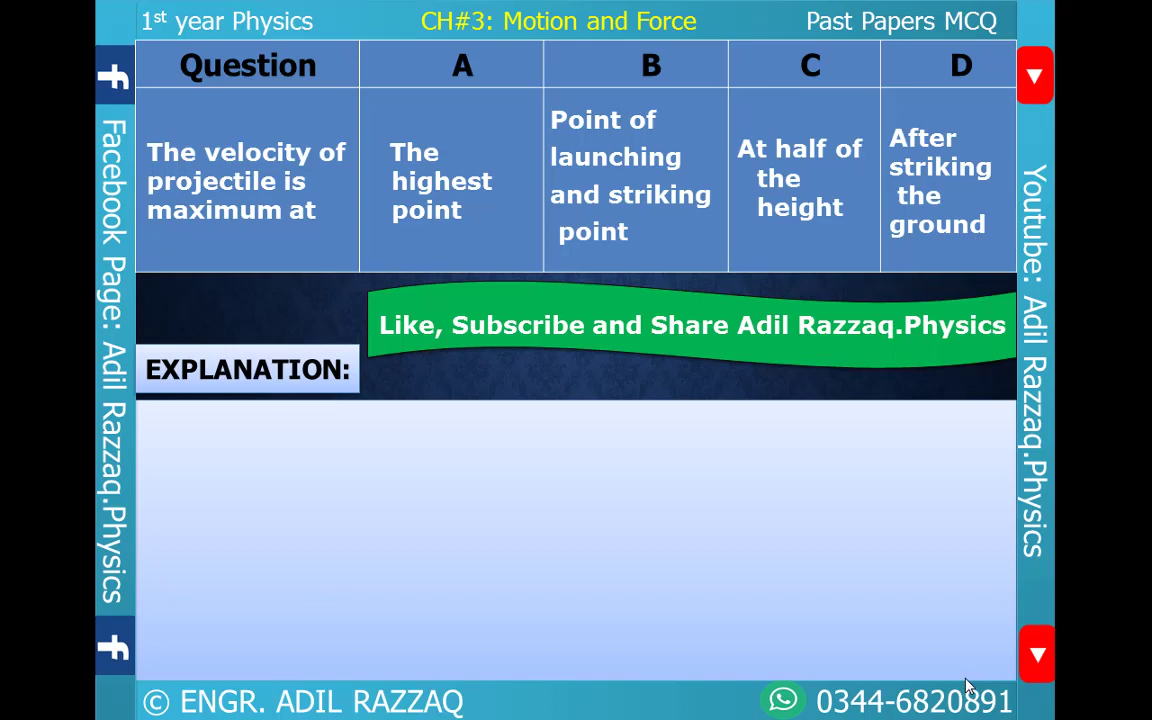 1st year Physics
CH#3: Motion and Force
Past Papers MCQ
Question
A
B
C
D
The velocity of
projectile is
maximum at
The
highest
point
Point of
launching
and striking
point
At half of
the
height
After
striking
the
ground
Like, Subscribe and Share Adil Razzaq.Physics
EXPLANATION:
Facebook Page: Adil Razzaq.Physics
Youtube: Adil Razzaq.Physics
© ENGR. ADIL RAZZAQ
0344-6820891